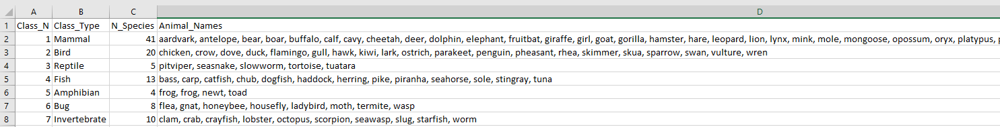 A B C D
1 Class_N Class_Type N_Species Animal_Names
2 1 Mammal 41 aardvark, antelope, bear, boar, buffalo, calf, cavy, cheetah, deer, dolphin, elephant, fruitbat, giraffe, girl, goat, gorilla, hamster, hare, leopard, lion, lynx, mink, mole, mongoose, opossum, oryx, platypus,
3 2 Bird 20 chicken, crow, dove, duck, flamingo, gull, hawk, kiwi, lark, ostrich, parakeet, penguin, pheasant, rhea, skimmer, skua, sparrow, swan, vulture, wren
4 3 Reptile 5 pitviper, seasnake, slowworm, tortoise, tuatara
5 4 Fish 13 bass, carp, catfish, chub, dogfish, haddock, herring, pike, piranha, seahorse, sole, stingray, tuna
6 5 Amphibian 4 frog, frog, newt, toad
7 6 Bug 8 flea, gnat, honeybee, housefly, ladybird, moth, termite, wasp
8 7 Invertebrate 10 clam, crab, crayfish, lobster, octopus, scorpion, seawasp, slug, starfish, worm